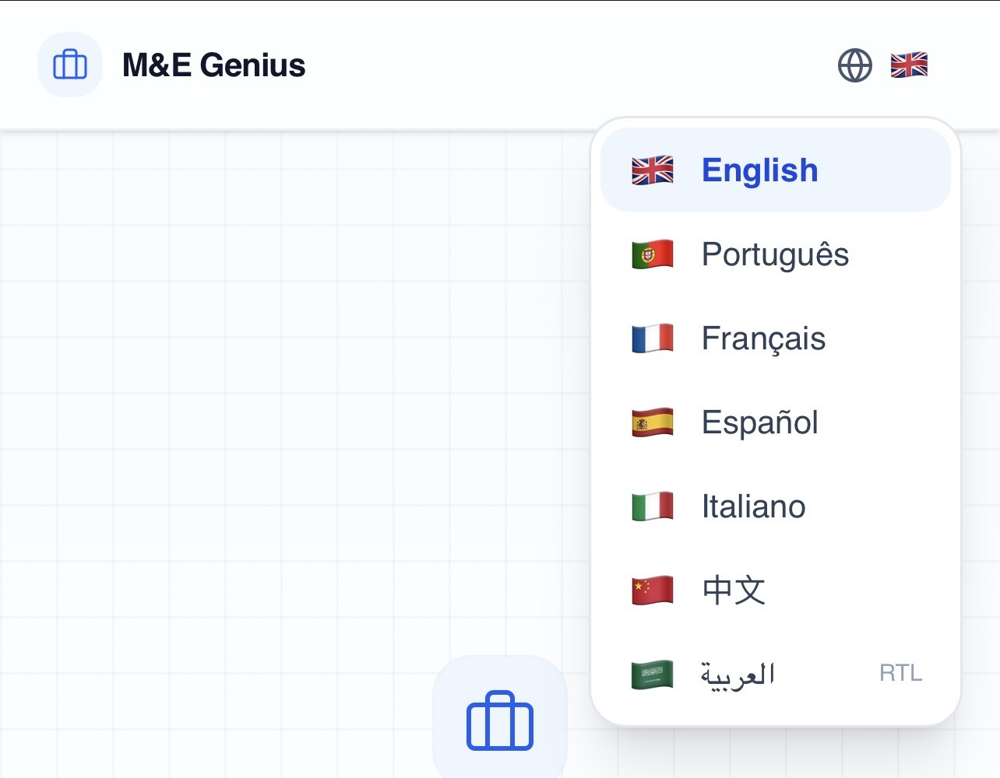 M&E Genius
English
Português
Français
Español
Italiano
中文
العربية RTL